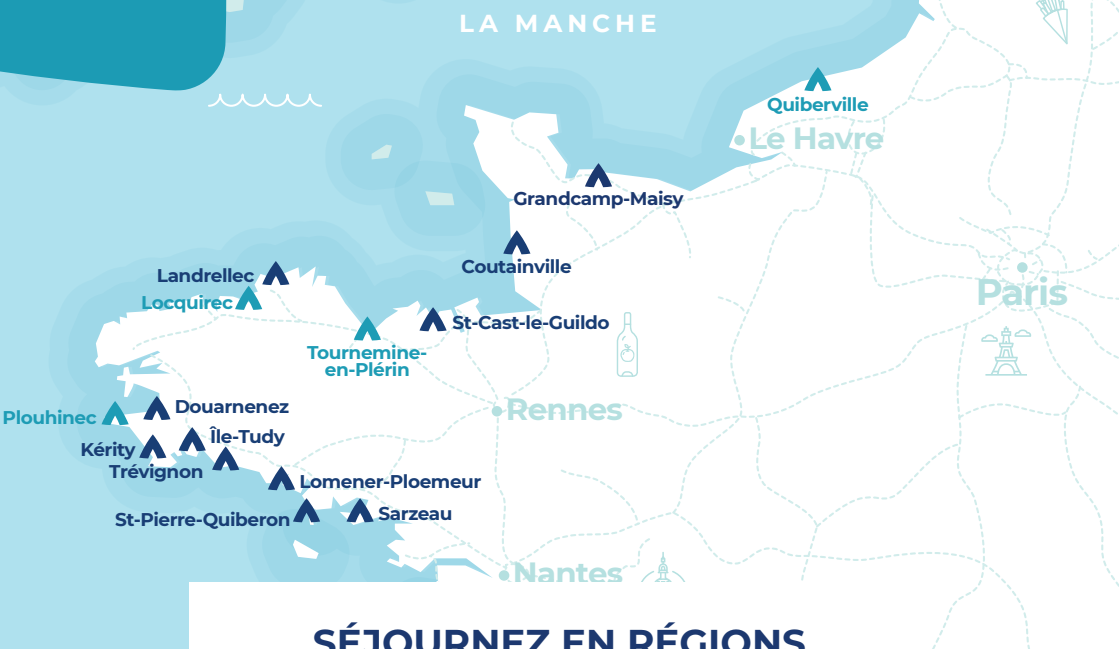 LA MANCHE
Quiberville
Le Havre
Grandcamp-Maisy
Coutainville
Landrellec
Locquirec
St-Cast-le-Guildo
Paris
Tournemine-
en-Plérin
Rennes
Plouhinec
Douarnenez
Île-Tudy
Kérity
Trévignon
Lomener-Ploemeur
St-Pierre-Quiberon
Sarzeau
Nantes
SÉJOURNEZ EN RÉGIONS